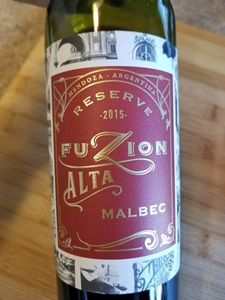 MENDOZA - ARGENTINA
RESERVE
·2015·
FUZION
ALTA
MALBEC